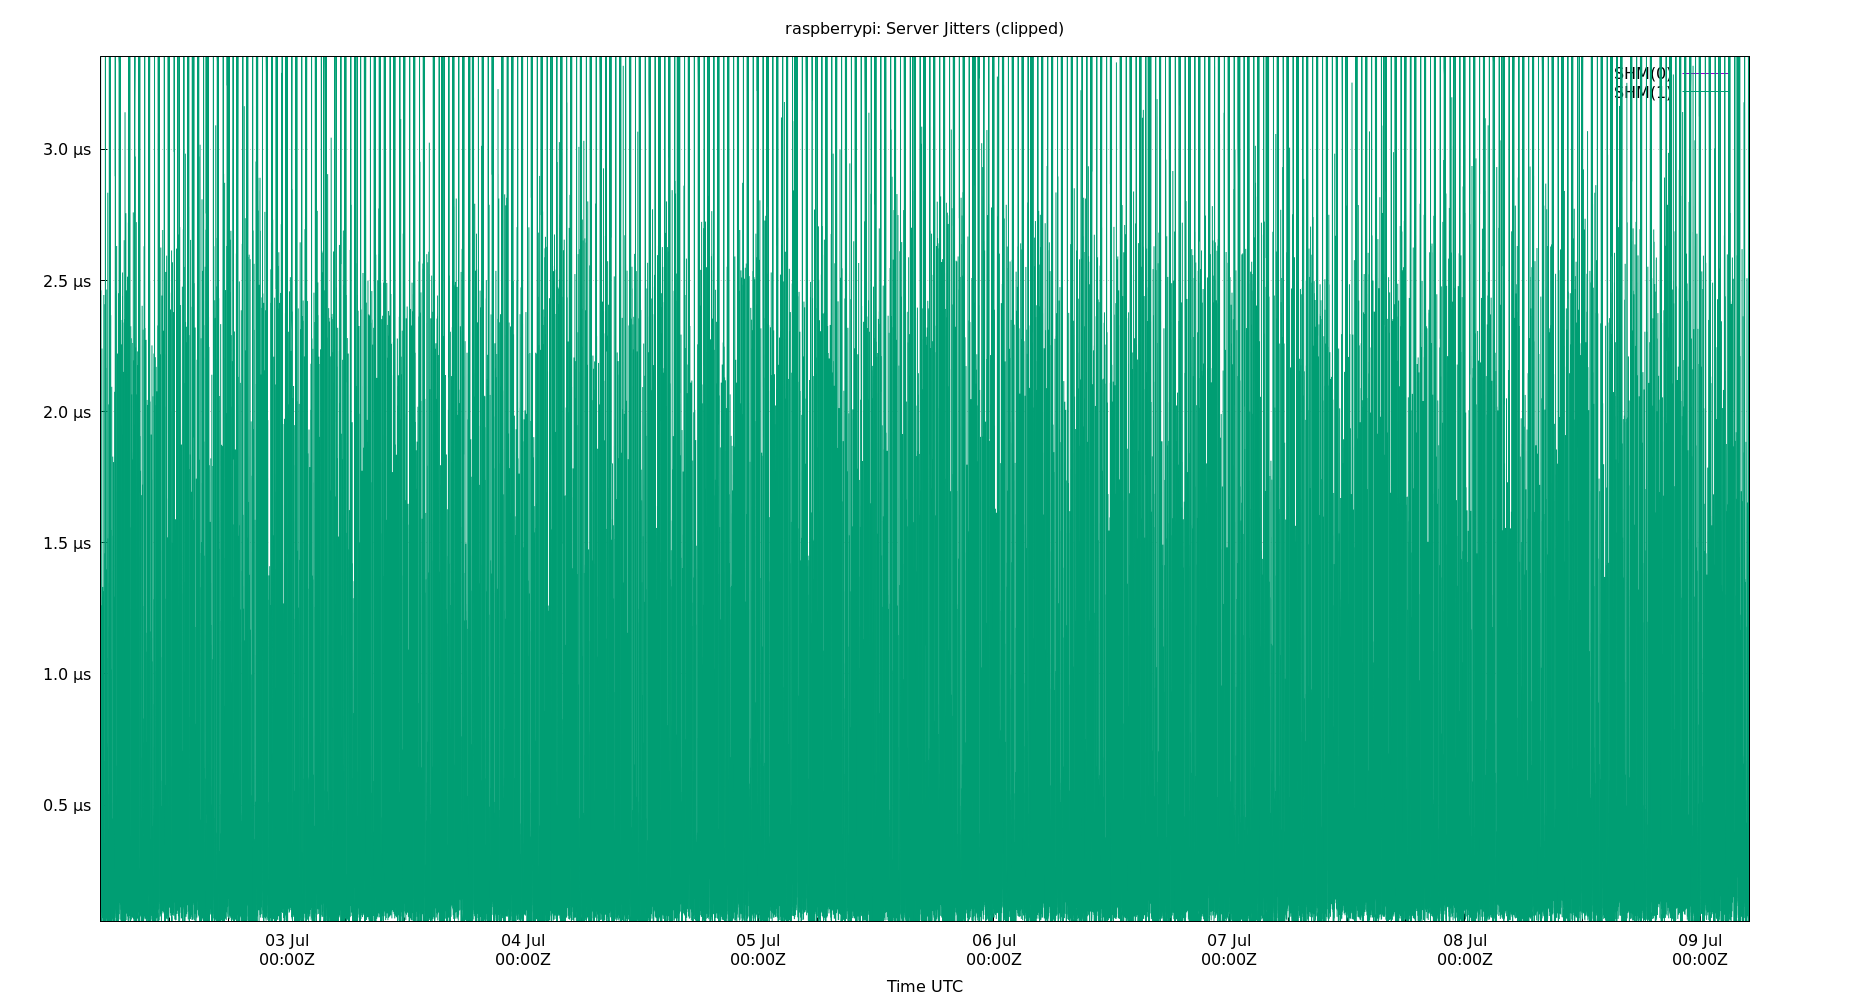 raspberrypi: Server Jitters (clipped)
SHM(0)
SHM(1)
3.0 µs
2.5 µs
2.0 µs
1.5 µs
1.0 µs
0.5 µs
03 Jul 04 Jul 05 Jul 06 Jul 07 Jul 08 Jul 09 Jul
00:00Z 00:00Z 00:00Z 00:00Z 00:00Z 00:00Z 00:00Z
Time UTC